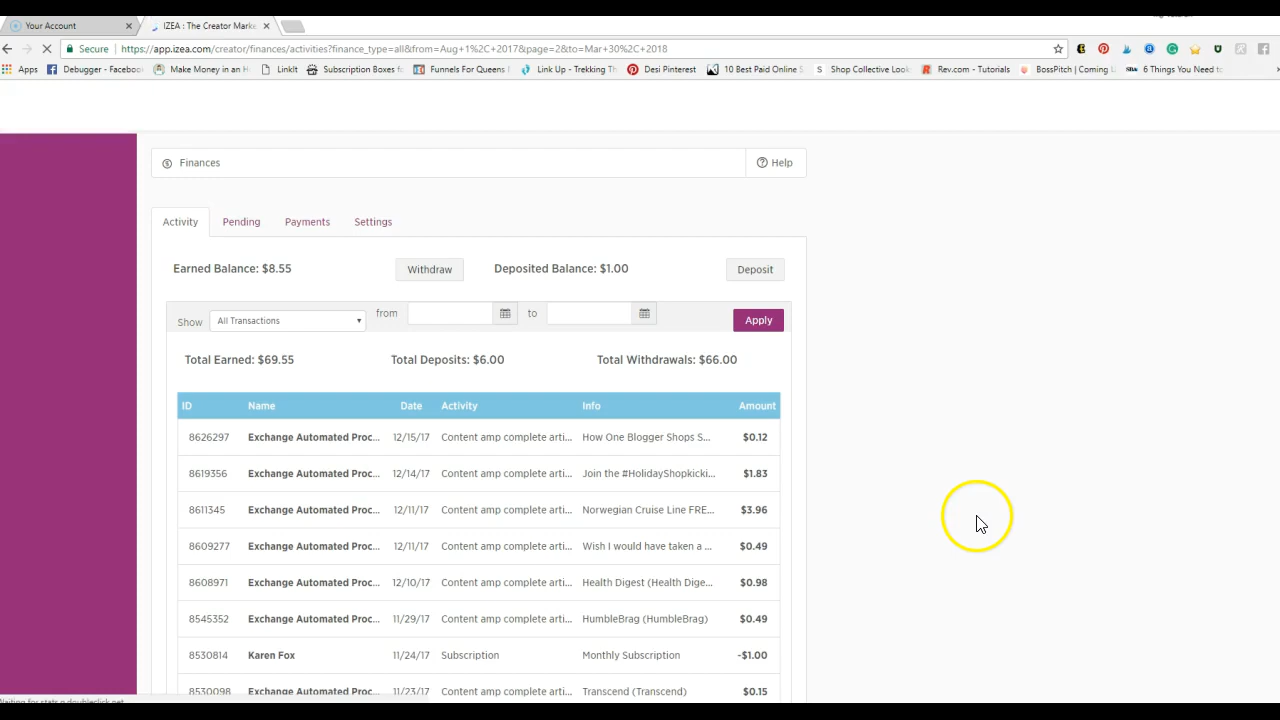 Your Account
IZEA : The Creator Marke
Secure https://app.izea.com/creator/finances/activities?finance_type=all&from=Aug+1%2C+2017&page=2&to=Mar+30%2C+2018
Apps Debugger - Faceboo Make Money in an H LinkIt Subscription Boxes fo Funnels For Queens Link Up - Trekking Th Desi Pinterest 10 Best Paid Online S Shop Collective Look Rev.com - Tutorials BossPitch | Coming 6 Things You Need to
Finances Help
Activity Pending Payments Settings
Earned Balance: $8.55 Withdraw Deposited Balance: $1.00 Deposit
Show All Transactions from to Apply
Total Earned: $69.55 Total Deposits: $6.00 Total Withdrawals: $66.00
ID Name Date Activity Info Amount
8626297 Exchange Automated Proc... 12/15/17 Content amp complete arti... How One Blogger Shops S... $0.12
8619356 Exchange Automated Proc... 12/14/17 Content amp complete arti... Join the #HolidayShopkicki... $1.83
8611345 Exchange Automated Proc... 12/11/17 Content amp complete arti... Norwegian Cruise Line FRE... $3.96
8609277 Exchange Automated Proc... 12/11/17 Content amp complete arti... Wish I would have taken a ... $0.49
8608971 Exchange Automated Proc... 12/10/17 Content amp complete arti... Health Digest (Health Dige... $0.98
8545352 Exchange Automated Proc... 11/29/17 Content amp complete arti... HumbleBrag (HumbleBrag) $0.49
8530814 Karen Fox 11/24/17 Subscription Monthly Subscription -$1.00
8530098 Exchange Automated Proc... 11/23/17 Content amp complete arti... Transcend (Transcend) $0.15